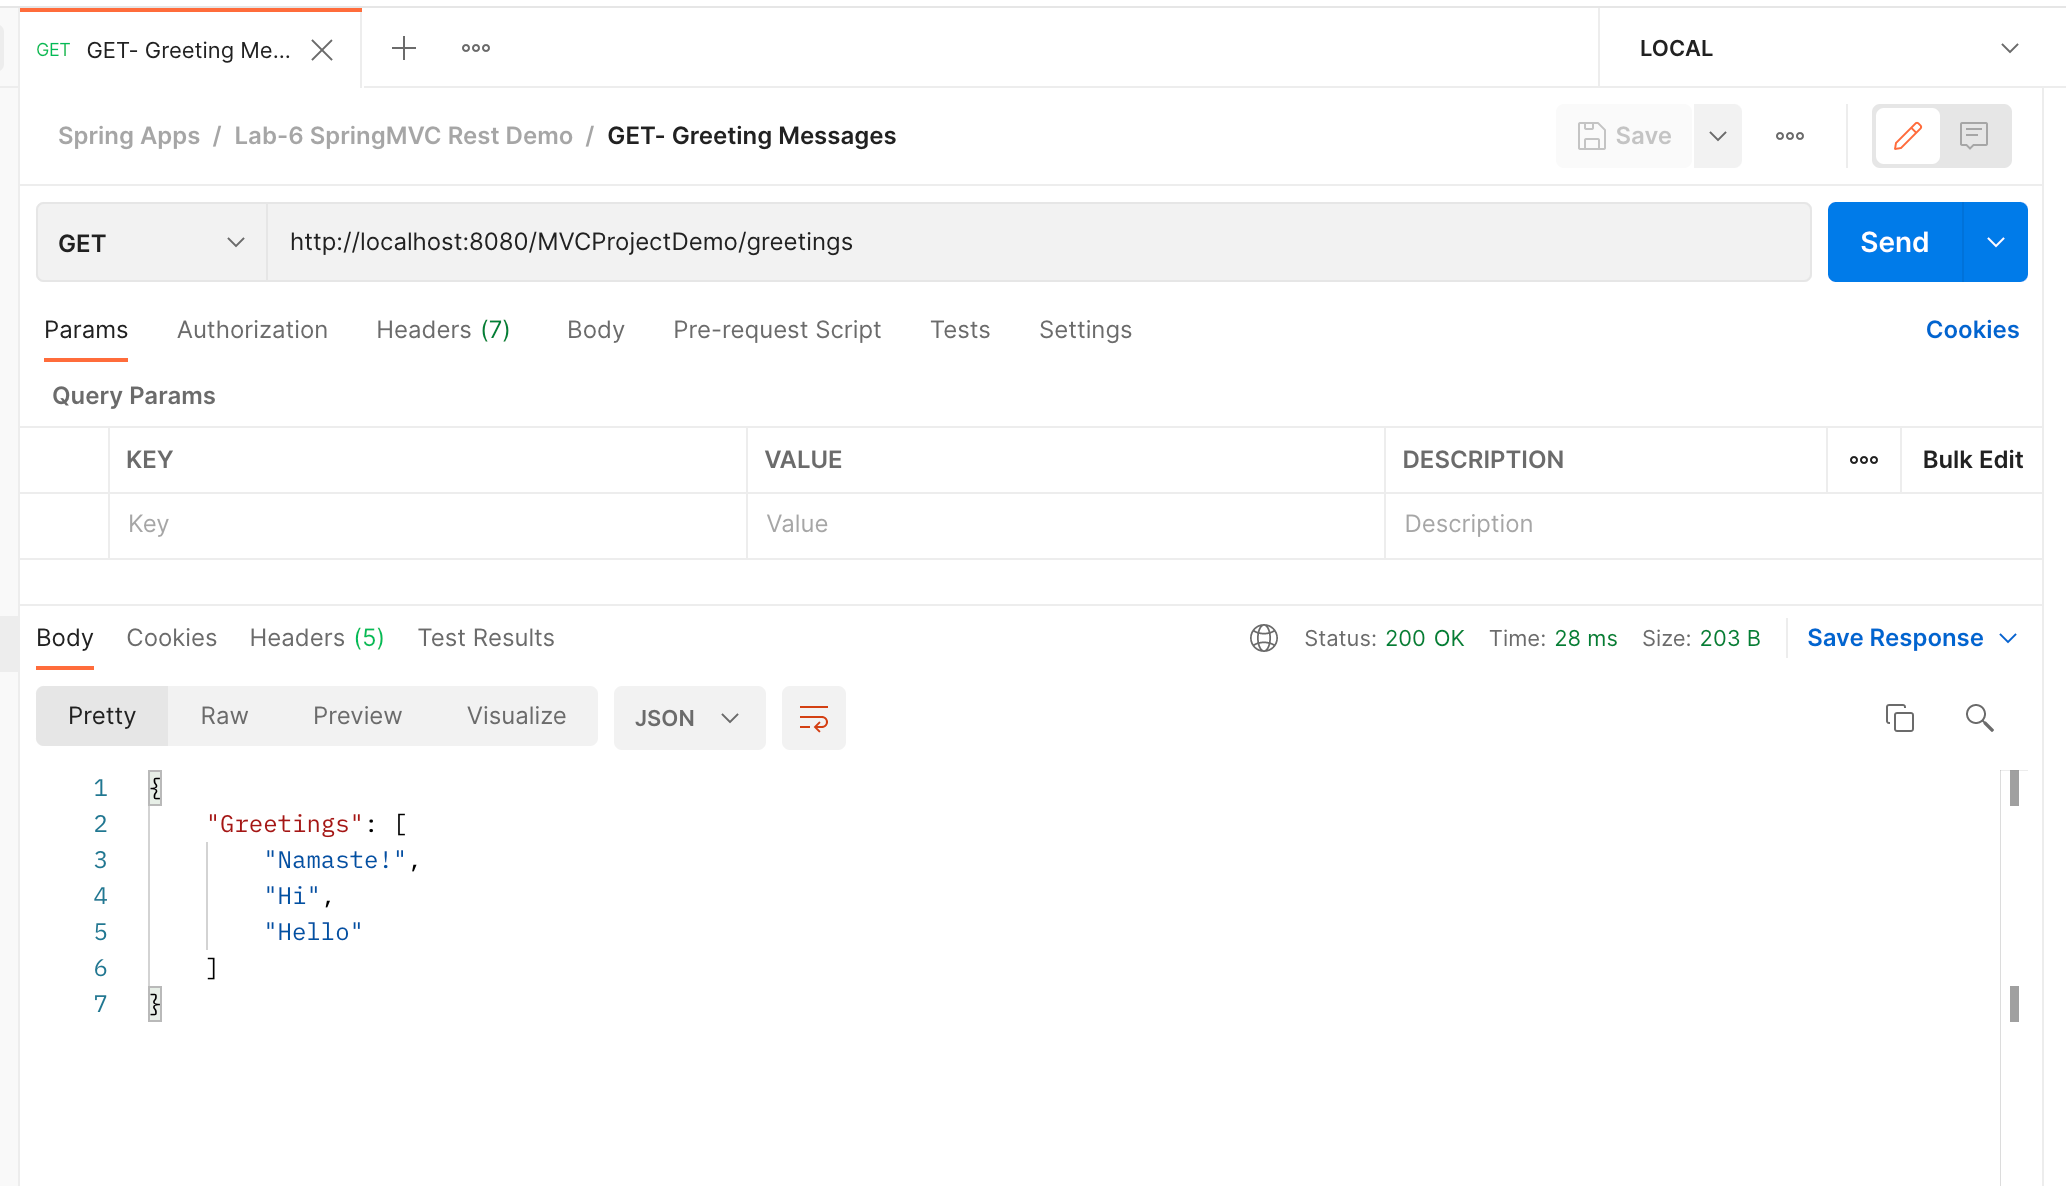 GET GET- Greeting Me... LOCAL
Spring Apps / Lab-6 SpringMVC Rest Demo / GET- Greeting Messages Save
GET http://localhost:8080/MVCProjectDemo/greetings Send
Params Authorization Headers (7) Body Pre-request Script Tests Settings Cookies
Query Params
KEY VALUE DESCRIPTION Bulk Edit
Key Value Description
Body Cookies Headers (5) Test Results Status: 200 OK Time: 28 ms Size: 203 B Save Response
Pretty Raw Preview Visualize JSON
1 {
2 "Greetings": [
3 "Namaste!",
4 "Hi",
5 "Hello"
6 ]
7 }